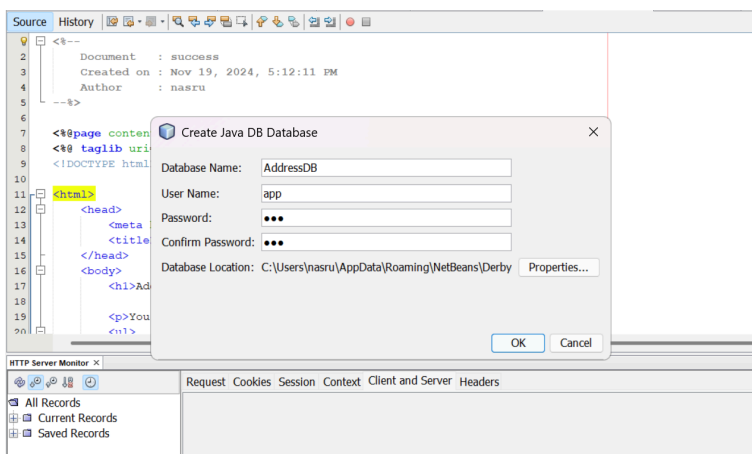 Source History
<%--
2 Document : success
3 Created on : Nov 19, 2024, 5:12:11 PM
4 Author : nasru
5 --%>
6
7 <%@page conten
8 <%@ taglib uri
9 <!DOCTYPE html
10
11 <html>
12 <head>
13 <meta
14 <title
15 </head>
16 <body>
17 <h1>Ad
18
19 <p>You
20 <ul>
Create Java DB Database
Database Name: AddressDB
User Name: app
Password: ●●●
Confirm Password: ●●●
Database Location: C:\Users\nasru\AppData\Roaming\NetBeans\Derby Properties...
OK Cancel
HTTP Server Monitor ×
Request Cookies Session Context Client and Server Headers
All Records
Current Records
Saved Records